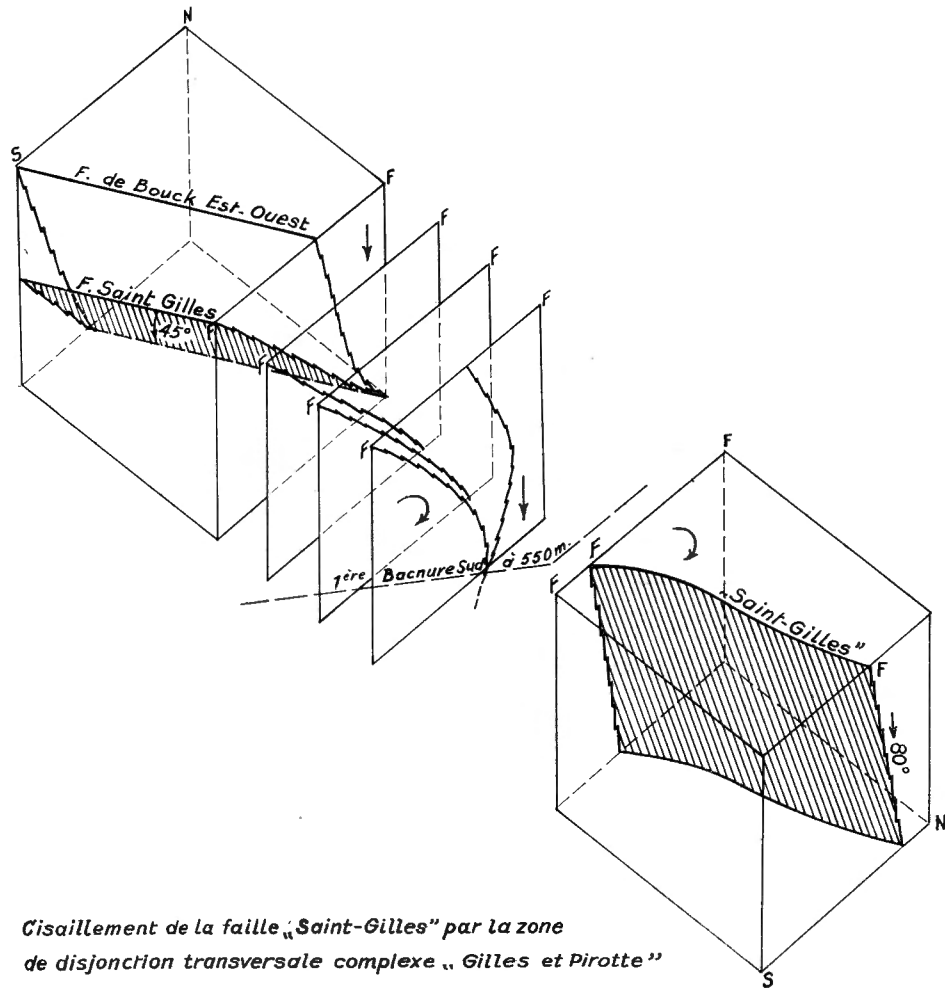 N
S
F. de Bouck Est-Ouest
F
F
F
F
F. Saint Gilles
45°
F
F
F
F
1ère Bacnure Sud à 550 m.
F
F
F
„Saint-Gilles”
F
80°
N
S
Cisaillement de la faille „Saint-Gilles” par la zone
de disjonction transversale complexe „ Gilles et Pirotte”